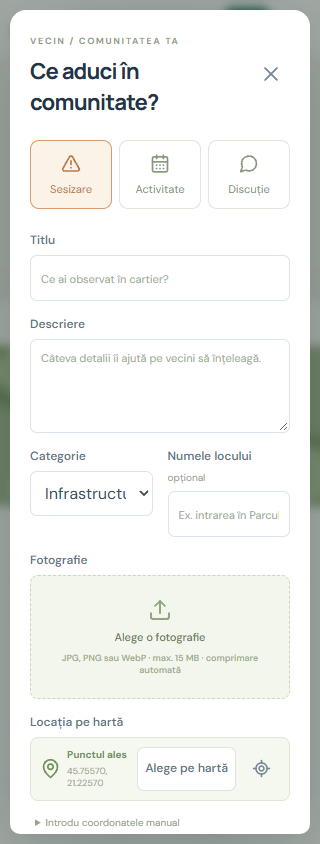 VECIN / COMUNITATEA TA
Ce aduci în
comunitate?
Sesizare
Activitate
Discuție
Titlu
Ce ai observat în cartier?
Descriere
Câteva detalii îi ajută pe vecini să înțeleagă.
Categorie
Numele locului
opțional
Infrastructu
Ex. intrarea în Parcul
Fotografie
Alege o fotografie
JPG, PNG sau WebP · max. 15 MB · comprimare
automată
Locația pe hartă
Punctul ales
45.75570,
21.22570
Alege pe hartă
Introdu coordonatele manual